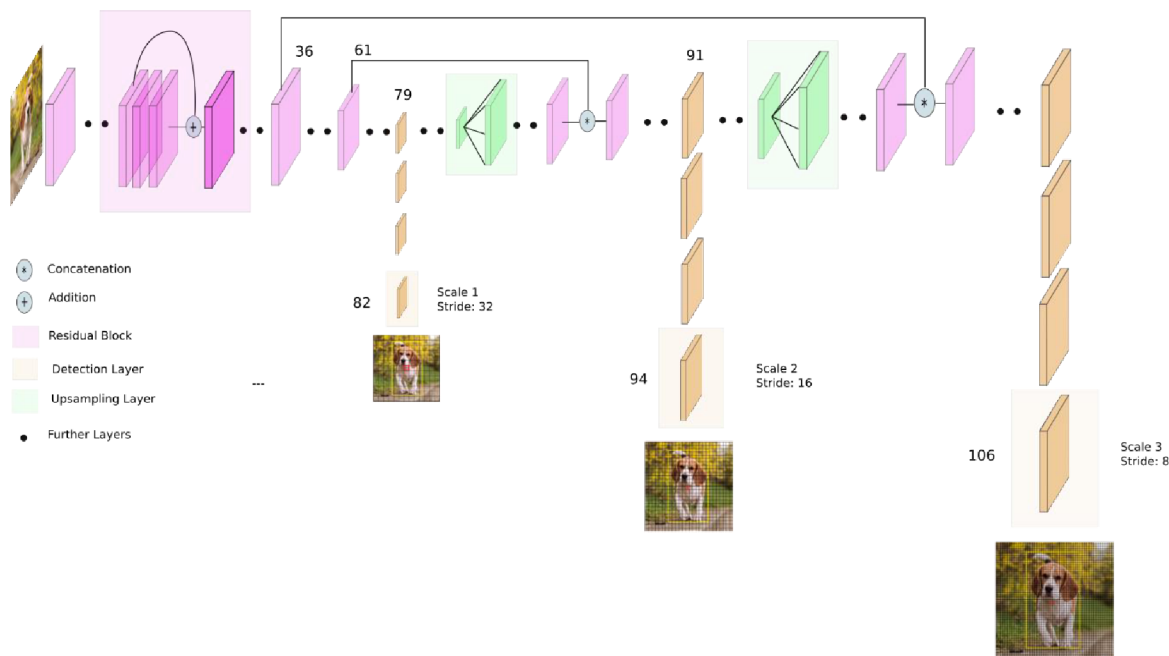 36
61
91
79
*
+
*
*
Concatenation
+
Addition
Residual Block
Detection Layer
Upsampling Layer
Further Layers
---
82
Scale 1
Stride: 32
94
Scale 2
Stride: 16
106
Scale 3
Stride: 8